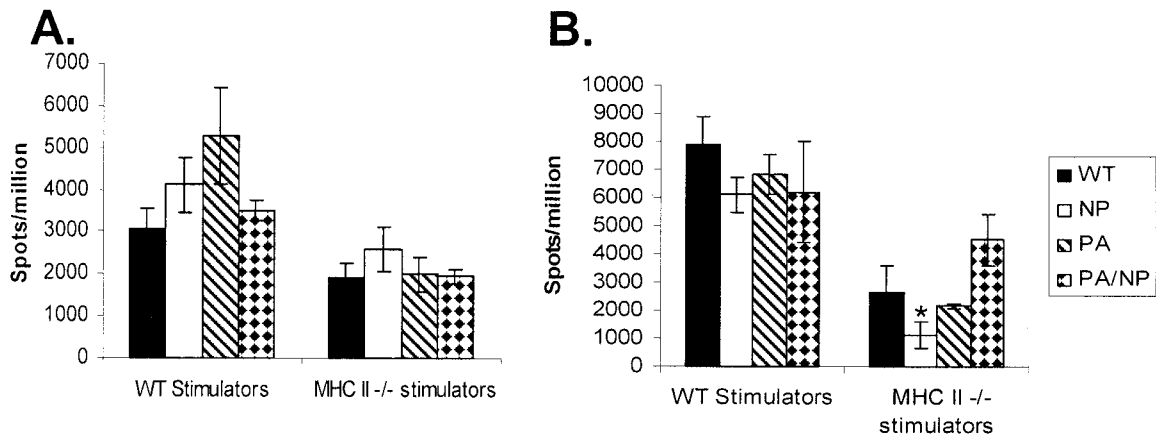 A.
Spots/million
7000
6000
5000
4000
3000
2000
1000
0
WT Stimulators
MHC II -/- stimulators
B.
Spots/million
10000
9000
8000
7000
6000
5000
4000
3000
2000
1000
0
*
WT Stimulators
MHC II -/-
stimulators
WT
NP
PA
PA/NP